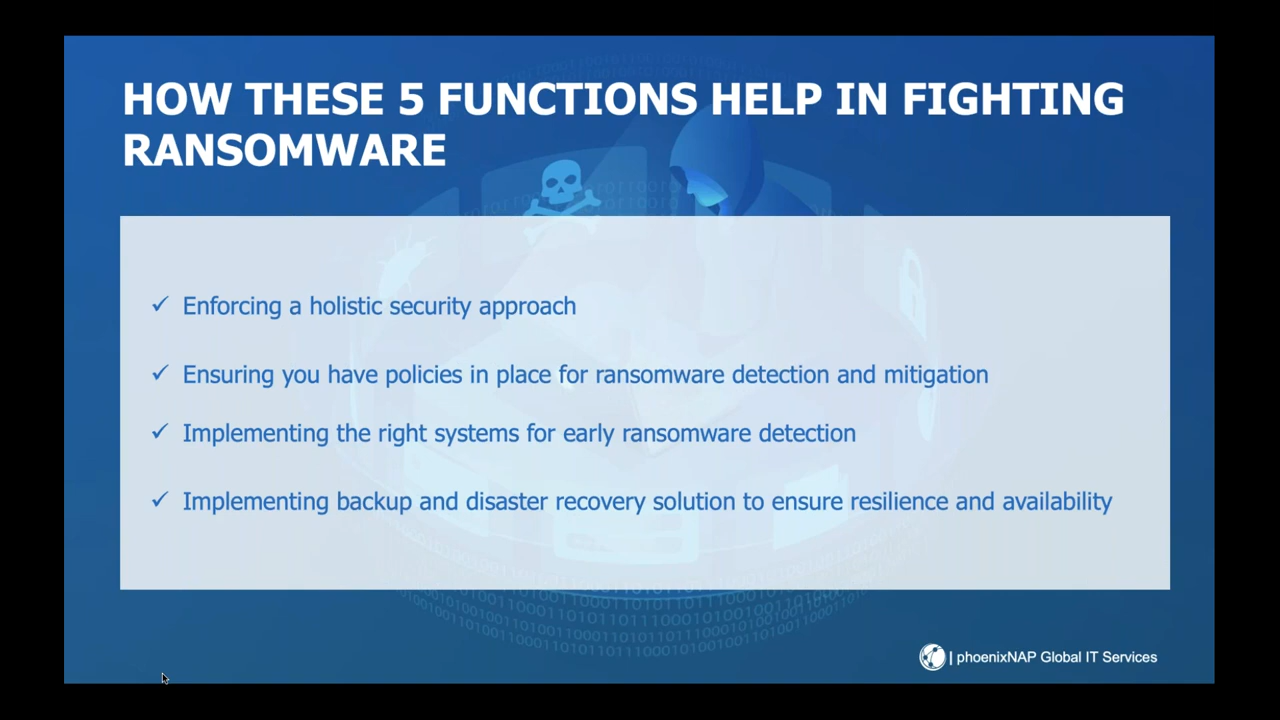 HOW THESE 5 FUNCTIONS HELP IN FIGHTING
RANSOMWARE
✓ Enforcing a holistic security approach
✓ Ensuring you have policies in place for ransomware detection and mitigation
✓ Implementing the right systems for early ransomware detection
✓ Implementing backup and disaster recovery solution to ensure resilience and availability
| phoenixNAP Global IT Services